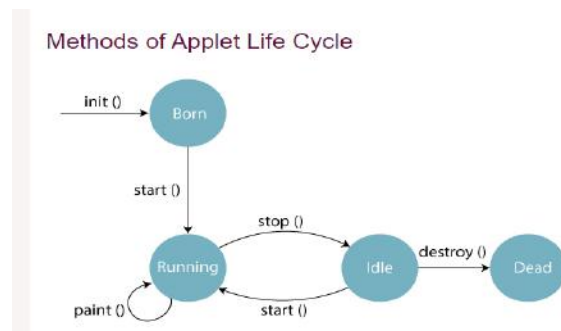 Methods of Applet Life Cycle
init ()
Born
start ()
stop ()
Running
Idle
destroy ()
Dead
paint ()
start ()